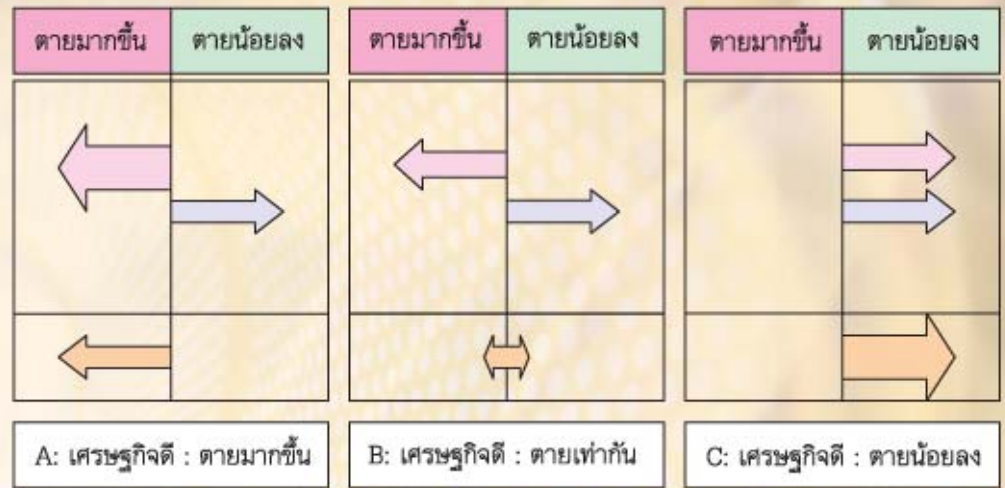 ตายมากขึ้น ตายน้อยลง
ตายมากขึ้น ตายน้อยลง
ตายมากขึ้น ตายน้อยลง
A: เศรษฐกิจดี : ตายมากขึ้น
B: เศรษฐกิจดี : ตายเท่ากัน
C: เศรษฐกิจดี : ตายน้อยลง